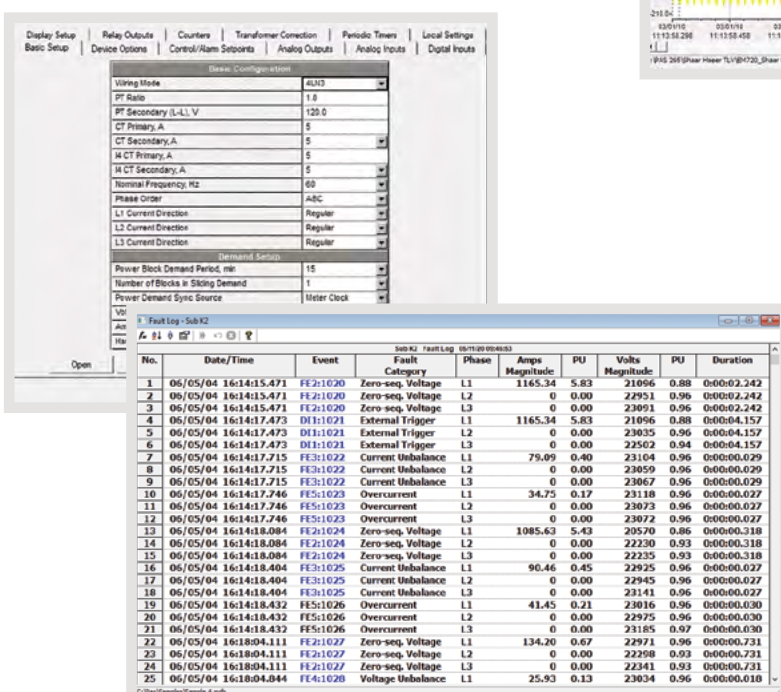 -210.0
03/01/10 03/01/10 03
11:13:58.298 11:13:58.458 11:1
Display Setup Relay Outputs Counters Transformer Correction Periodic Timers Local Settings
Basic Setup Device Options Control/Alarm Setpoints Analog Outputs Analog Inputs Digital Inputs
Basic Configuration
Wiring Mode 4LN3
PT Ratio 1.0
PT Secondary (L-L), V 120.0
CT Primary, A 5
CT Secondary, A 5
I4 CT Primary, A 5
I4 CT Secondary, A 5
Nominal Frequency, Hz 60
Phase Order ABC
L1 Current Direction Regular
L2 Current Direction Regular
L3 Current Direction Regular
Demand Setup
Power Block Demand Period, min 15
Number of Blocks in Sliding Demand 1
Power Demand Sync Source Meter Clock
Vol
Am
Har
Open
Fault Log - Sub K2
Sub K2 Fault Log
No. Date/Time Event Fault Category Phase Amps Magnitude PU Volts Magnitude PU Duration
1 06/05/04 16:14:15.471 FE2:1020 Zero-seq. Voltage L1 1165.34 5.83 21096 0.88 0:00:02.242
2 06/05/04 16:14:15.471 FE2:1020 Zero-seq. Voltage L2 0 0.00 22951 0.96 0:00:02.242
3 06/05/04 16:14:15.471 FE2:1020 Zero-seq. Voltage L3 0 0.00 23091 0.96 0:00:02.242
4 06/05/04 16:14:17.473 DI1:1021 External Trigger L1 1165.34 5.83 21096 0.88 0:00:04.157
5 06/05/04 16:14:17.473 DI1:1021 External Trigger L2 0 0.00 23035 0.96 0:00:04.157
6 06/05/04 16:14:17.473 DI1:1021 External Trigger L3 0 0.00 22502 0.94 0:00:04.157
7 06/05/04 16:14:17.715 FE3:1022 Current Unbalance L1 79.09 0.40 23104 0.96 0:00:00.029
8 06/05/04 16:14:17.715 FE3:1022 Current Unbalance L2 0 0.00 23059 0.96 0:00:00.029
9 06/05/04 16:14:17.715 FE3:1022 Current Unbalance L3 0 0.00 23067 0.96 0:00:00.029
10 06/05/04 16:14:17.746 FE5:1023 Overcurrent L1 34.75 0.17 23118 0.96 0:00:00.027
11 06/05/04 16:14:17.746 FE5:1023 Overcurrent L2 0 0.00 23073 0.96 0:00:00.027
12 06/05/04 16:14:17.746 FE5:1023 Overcurrent L3 0 0.00 23072 0.96 0:00:00.027
13 06/05/04 16:14:18.084 FE2:1024 Zero-seq. Voltage L1 1085.63 5.43 20570 0.86 0:00:00.318
14 06/05/04 16:14:18.084 FE2:1024 Zero-seq. Voltage L2 0 0.00 22230 0.93 0:00:00.318
15 06/05/04 16:14:18.084 FE2:1024 Zero-seq. Voltage L3 0 0.00 22235 0.93 0:00:00.318
16 06/05/04 16:14:18.404 FE3:1025 Current Unbalance L1 90.46 0.45 22925 0.96 0:00:00.027
17 06/05/04 16:14:18.404 FE3:1025 Current Unbalance L2 0 0.00 22945 0.96 0:00:00.027
18 06/05/04 16:14:18.404 FE3:1025 Current Unbalance L3 0 0.00 23141 0.96 0:00:00.027
19 06/05/04 16:14:18.432 FE5:1026 Overcurrent L1 41.45 0.21 23016 0.96 0:00:00.030
20 06/05/04 16:14:18.432 FE5:1026 Overcurrent L2 0 0.00 22975 0.96 0:00:00.030
21 06/05/04 16:14:18.432 FE5:1026 Overcurrent L3 0 0.00 23185 0.97 0:00:00.030
22 06/05/04 16:18:04.111 FE2:1027 Zero-seq. Voltage L1 134.20 0.67 22971 0.96 0:00:00.731
23 06/05/04 16:18:04.111 FE2:1027 Zero-seq. Voltage L2 0 0.00 22298 0.93 0:00:00.731
24 06/05/04 16:18:04.111 FE2:1027 Zero-seq. Voltage L3 0 0.00 22341 0.93 0:00:00.731
25 06/05/04 16:18:04.844 FE4:1028 Voltage Unbalance L1 25.93 0.13 23034 0.96 0:00:00.018